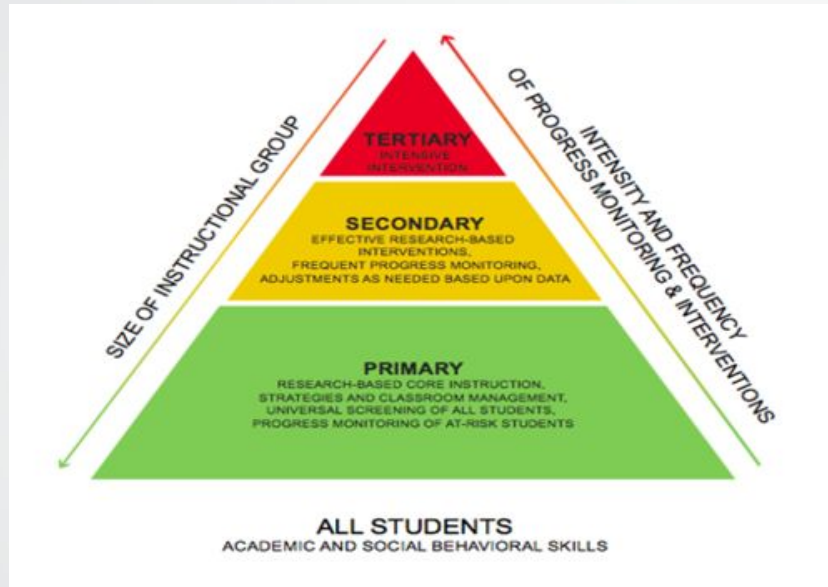 SIZE OF INSTRUCTIONAL GROUP
INTENSITY AND FREQUENCY
OF PROGRESS MONITORING & INTERVENTIONS
TERTIARY
INTENSIVE
INTERVENTION
SECONDARY
EFFECTIVE RESEARCH-BASED
INTERVENTIONS,
FREQUENT PROGRESS MONITORING,
ADJUSTMENTS AS NEEDED BASED UPON DATA
PRIMARY
RESEARCH-BASED CORE INSTRUCTION,
STRATEGIES AND CLASSROOM MANAGEMENT,
UNIVERSAL SCREENING OF ALL STUDENTS,
PROGRESS MONITORING OF AT-RISK STUDENTS
ALL STUDENTS
ACADEMIC AND SOCIAL BEHAVIORAL SKILLS